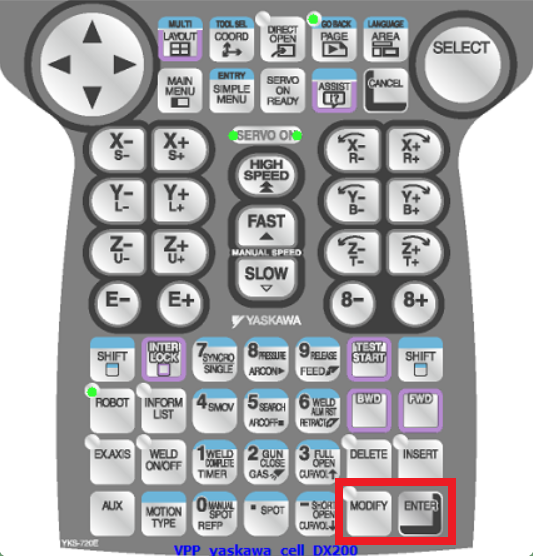 MULTI
LAYOUT
TOOL SEL
COORD
DIRECT
OPEN
GO BACK
PAGE
LANGUAGE
AREA
SELECT
MAIN
MENU
ENTRY
SIMPLE
MENU
SERVO
ON
READY
ASSIST
CANCEL
SERVO ON
X-
S-
X+
S+
HIGH
SPEED
X-
R-
X+
R+
Y-
L-
Y+
L+
FAST
Y-
B-
Y+
B+
MANUAL SPEED
Z-
U-
Z+
U+
SLOW
Z-
T-
Z+
T+
E-
E+
8-
8+
YASKAWA
SHIFT
INTER
LOCK
7 SYNCRO
SINGLE
8 PRESSURE
ARCON
9 RELEASE
FEED
TEST
START
SHIFT
ROBOT
INFORM
LIST
4 SMOV
5 SEARCH
ARCOFF
6 WELD
ALM RST
RETRACT
BWD
FWD
EX.AXIS
WELD
ON/OFF
1 WELD
COMPLETE
TIMER
2 GUN
CLOSE
GAS
3 FULL
OPEN
CUR/VOL
DELETE
INSERT
AUX
MOTION
TYPE
0 MANUAL
SPOT
REFP
. SPOT
- SHORT
OPEN
CUR/VOL
MODIFY
ENTER
YKS-720E
VPP_yaskawa_cell_DX200